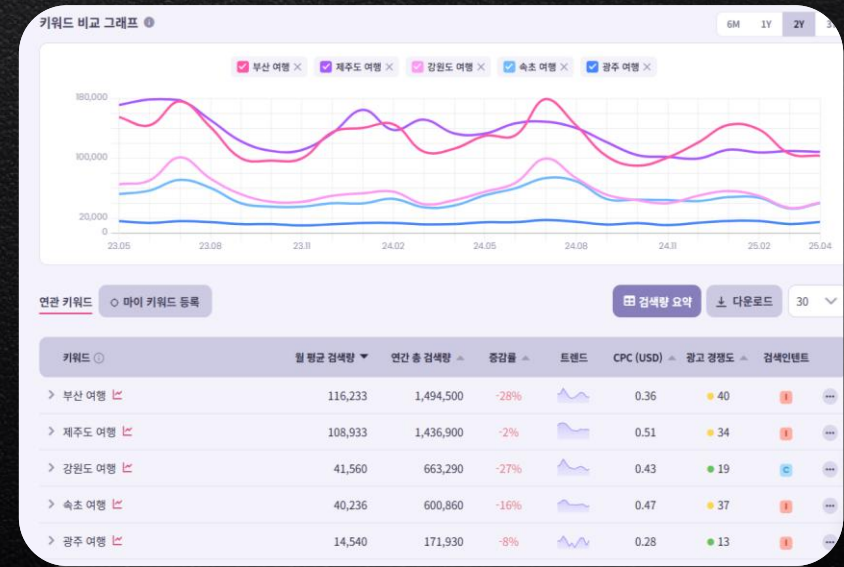 키워드 비교 그래프
6M 1Y 2Y
부산 여행 제주도 여행 강원도 여행 속초 여행 광주 여행
180,000
100,000
20,000
0
23.05 23.08 23.11 24.02 24.05 24.08 24.11 25.02 25.04
연관 키워드 마이 키워드 등록 검색량 요약 다운로드 30
키워드 월 평균 검색량 연간 총 검색량 증감률 트렌드 CPC (USD) 광고 경쟁도 검색인텐트
부산 여행 116,233 1,494,500 -28% 0.36 40 I
제주도 여행 108,933 1,436,900 -2% 0.51 34 I
강원도 여행 41,560 663,290 -27% 0.43 19 C
속초 여행 40,236 600,860 -16% 0.47 37 I
광주 여행 14,540 171,930 -8% 0.28 13 I